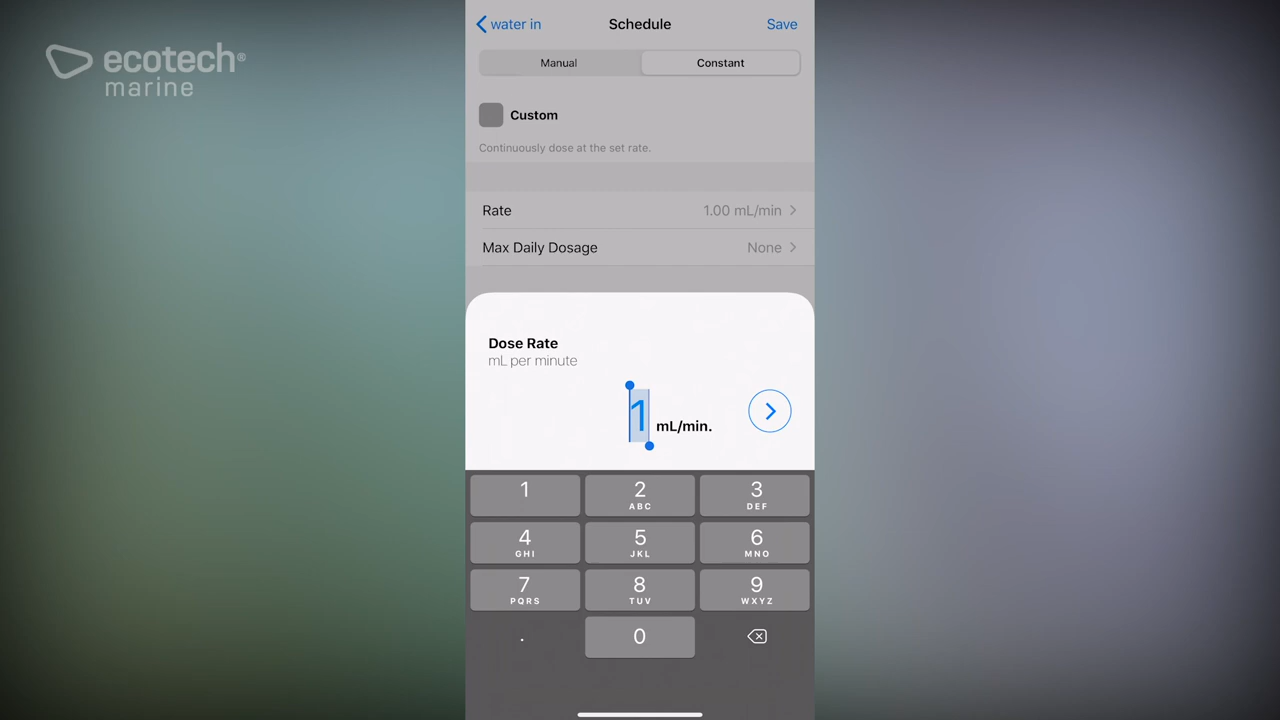 ecotech®
marine
water in
Schedule
Save
Manual
Constant
Custom
Continuously dose at the set rate.
Rate
1.00 mL/min
Max Daily Dosage
None
Dose Rate
mL per minute
1 mL/min.
1
2
ABC
3
DEF
4
GHI
5
JKL
6
MNO
7
PQRS
8
TUV
9
WXYZ
.
0